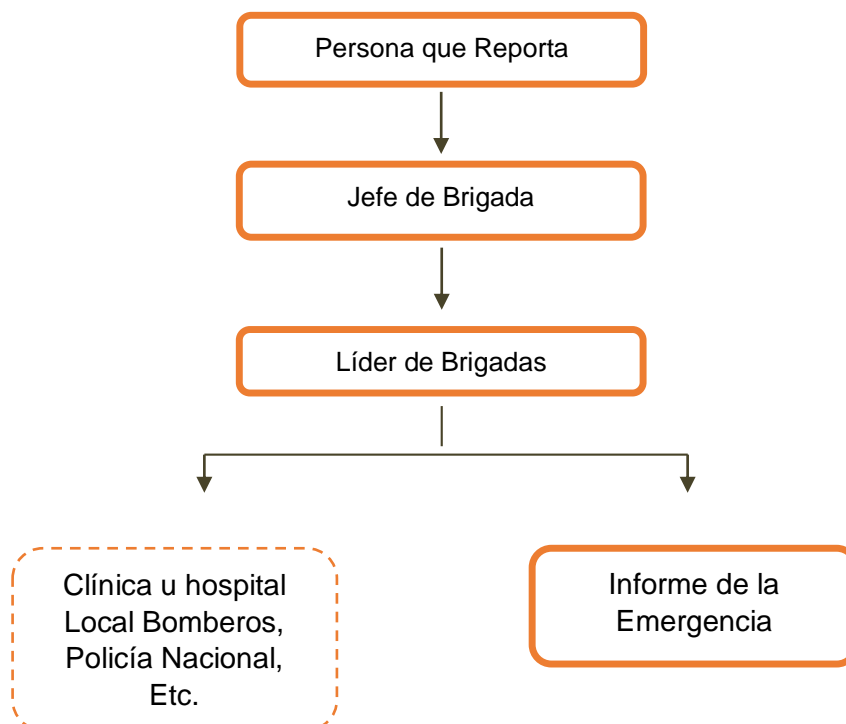 Persona que Reporta
Jefe de Brigada
Líder de Brigadas
Clínica u hospital
Local Bomberos,
Policía Nacional,
Etc.
Informe de la
Emergencia